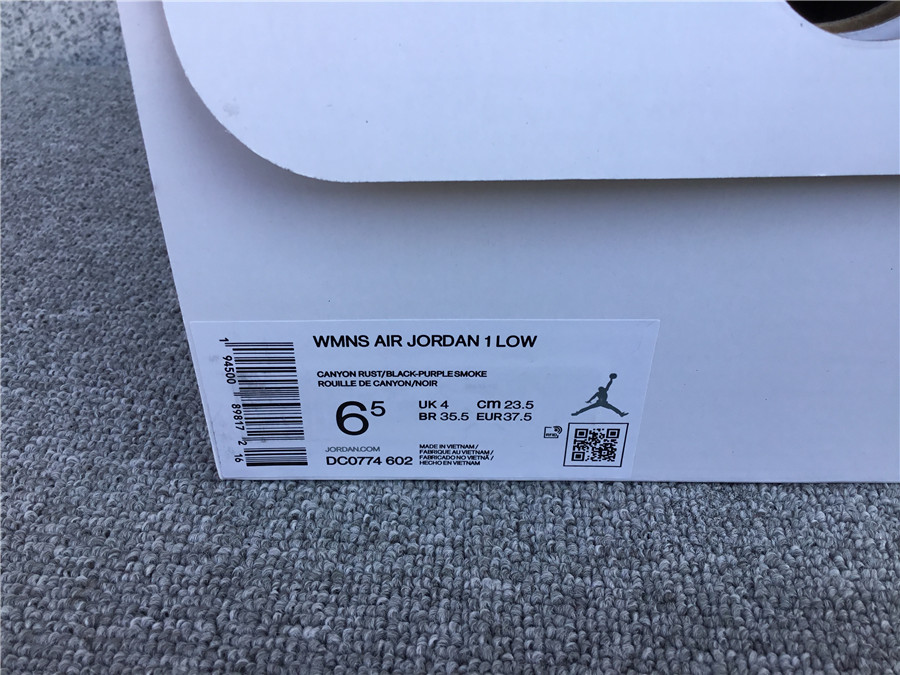 WMNS AIR JORDAN 1 LOW
CANYON RUST/BLACK-PURPLE SMOKE
ROUILLE DE CANYON/NOIR
6⁵
UK 4 cm 23.5
BR 35.5 EUR 37.5
JORDAN.COM
DC0774 602
MADE IN VIETNAM /
FABRIQUE AU VIETNAM /
FABRICADO NO VIETNÃ /
HECHO EN VIETNAM
1 94500 89817 2 16